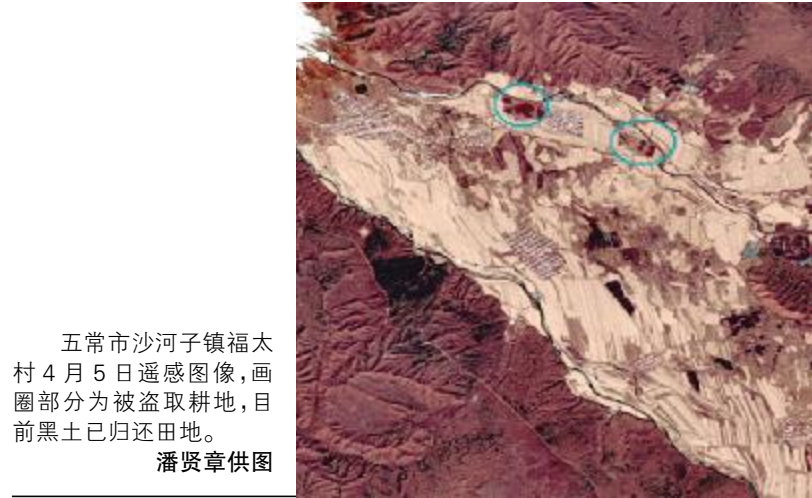 五常市沙河子镇福太
村4月5日遥感图像,画
圈部分为被盗取耕地,目
前黑土已归还田地。
潘贤章供图